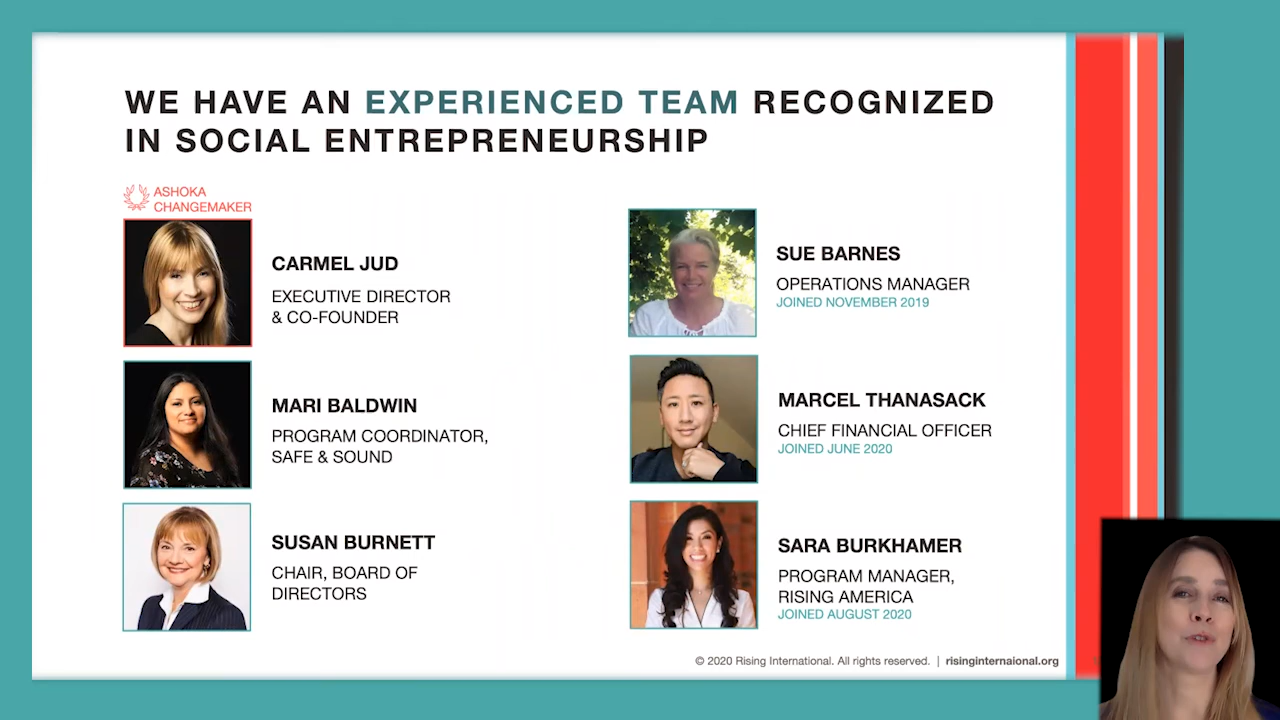 WE HAVE AN EXPERIENCED TEAM RECOGNIZED
IN SOCIAL ENTREPRENEURSHIP
ASHOKA
CHANGEMAKER
CARMEL JUD
EXECUTIVE DIRECTOR
& CO-FOUNDER
MARI BALDWIN
PROGRAM COORDINATOR,
SAFE & SOUND
SUSAN BURNETT
CHAIR, BOARD OF
DIRECTORS
SUE BARNES
OPERATIONS MANAGER
JOINED NOVEMBER 2019
MARCEL THANASACK
CHIEF FINANCIAL OFFICER
JOINED JUNE 2020
SARA BURKHAMER
PROGRAM MANAGER,
RISING AMERICA
JOINED AUGUST 2020
© 2020 Rising International. All rights reserved. | risinginternaional.org